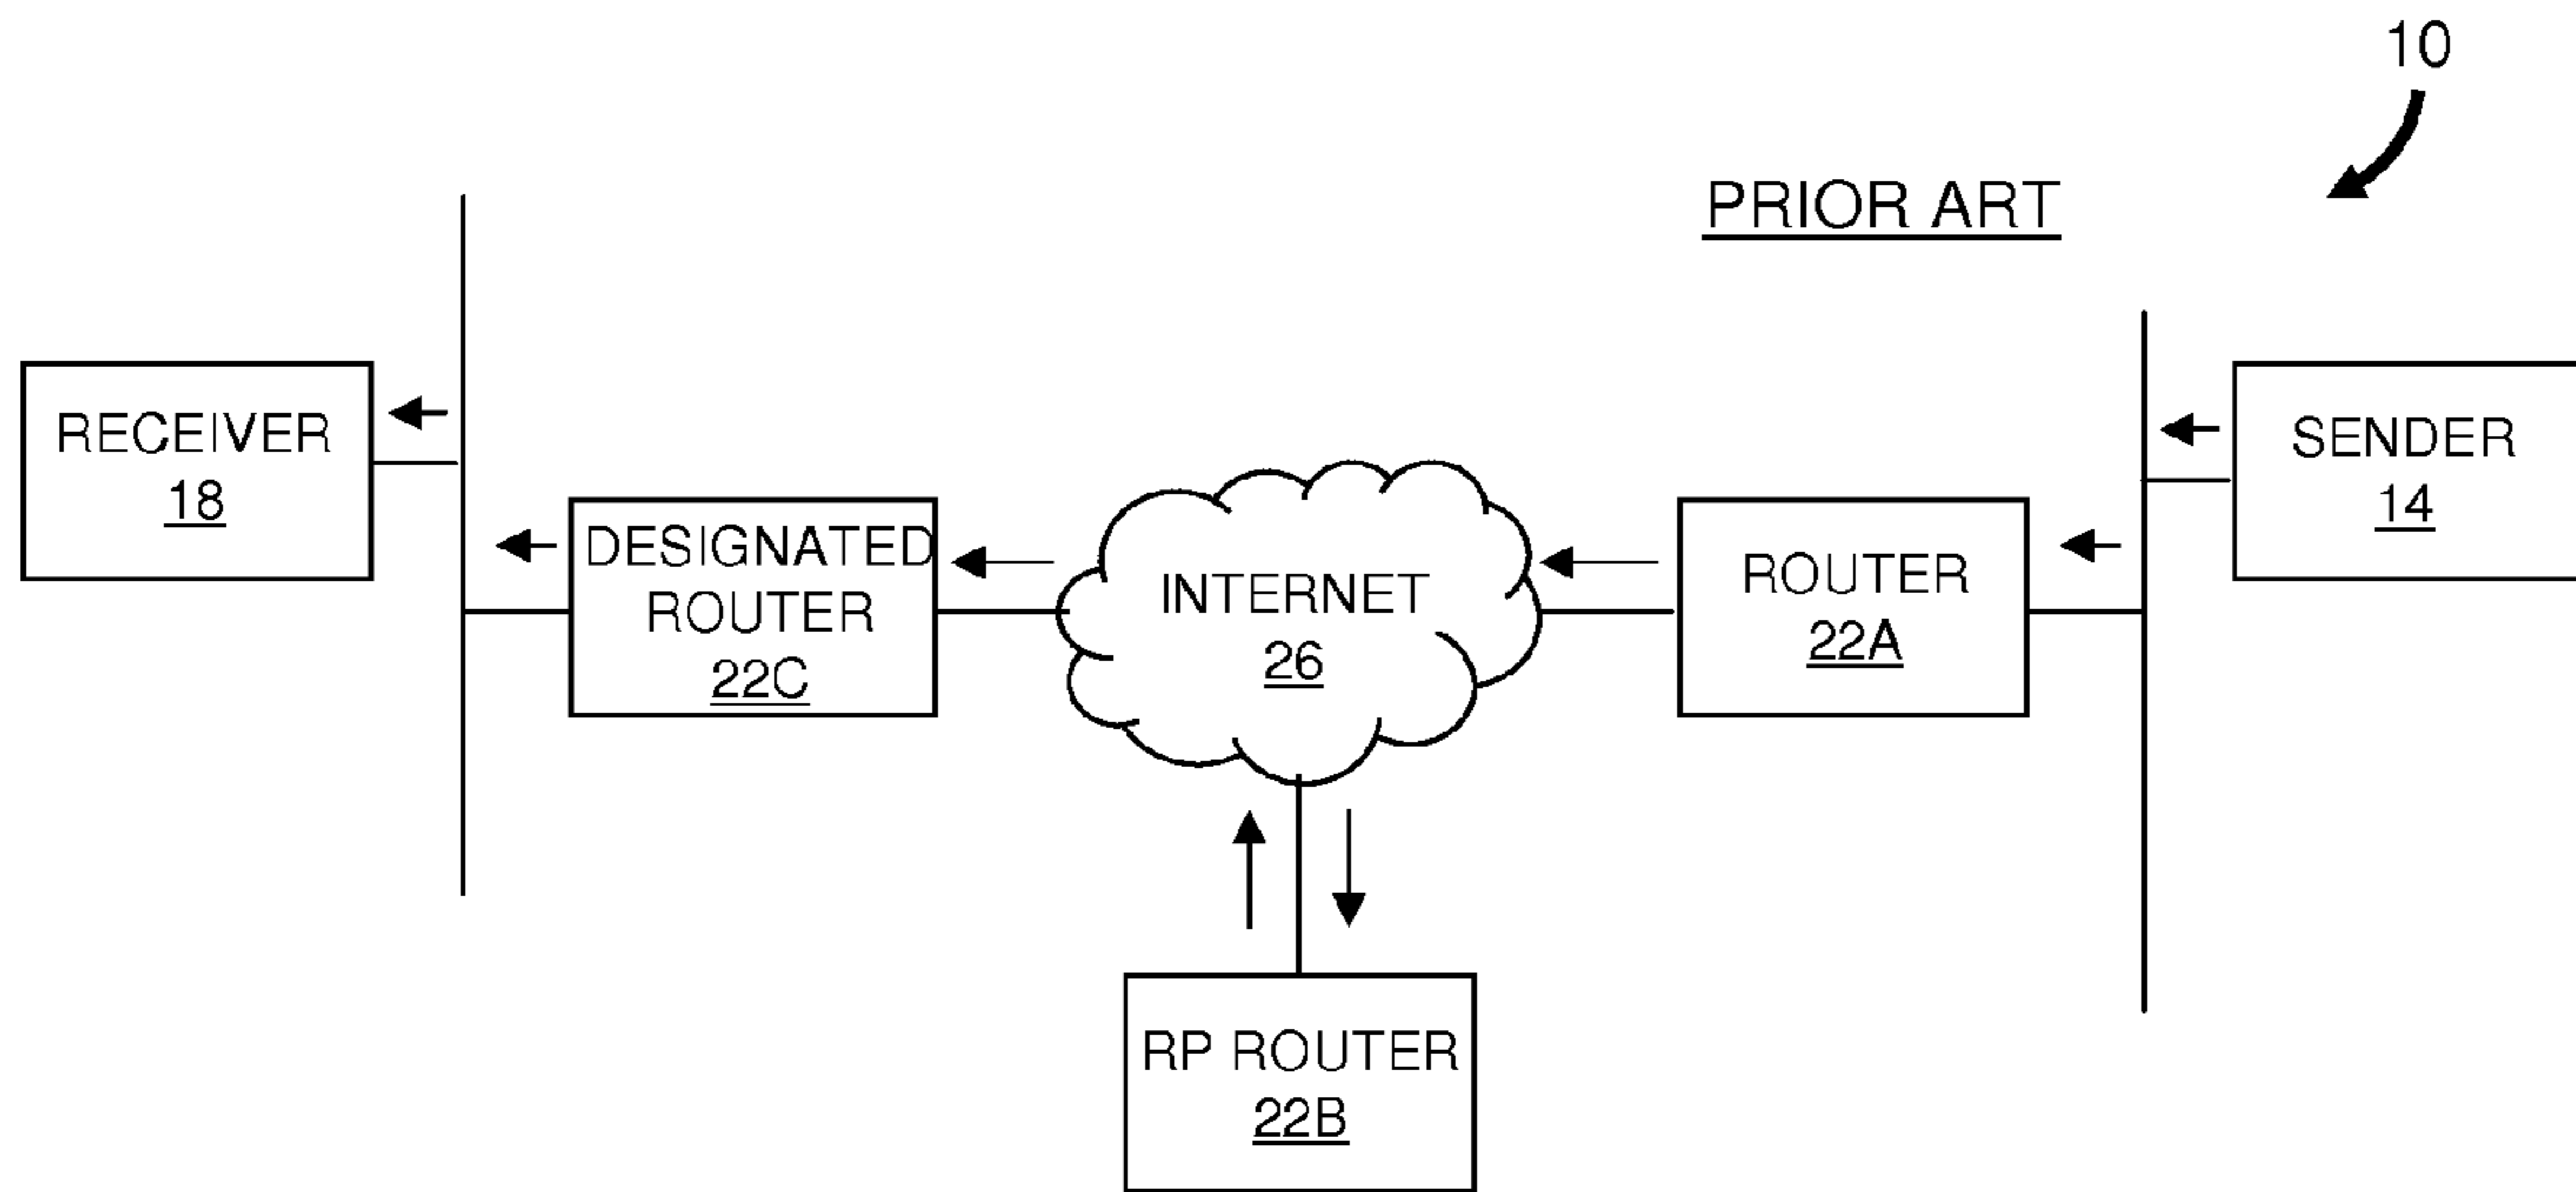 10
PRIOR ART
RECEIVER
18
DESIGNATED
ROUTER
22C
INTERNET
26
ROUTER
22A
SENDER
14
RP ROUTER
22B